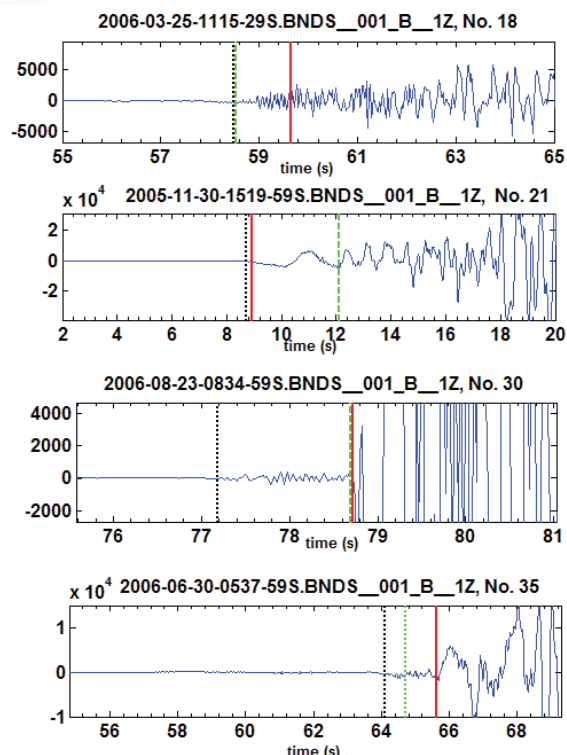 2006-03-25-1115-29S.BNDS__001_B__1Z, No. 18
5000
0
-5000
55 57 59 61 63 65
time (s)
x 10^4 2005-11-30-1519-59S.BNDS__001_B__1Z, No. 21
2
0
-2
2 4 6 8 10 12 14 16 18 20
time (s)
2006-08-23-0834-59S.BNDS__001_B__1Z, No. 30
4000
2000
0
-2000
76 77 78 79 80 81
time (s)
x 10^4 2006-06-30-0537-59S.BNDS__001_B__1Z, No. 35
1
0
-1
56 58 60 62 64 66 68
time (s)